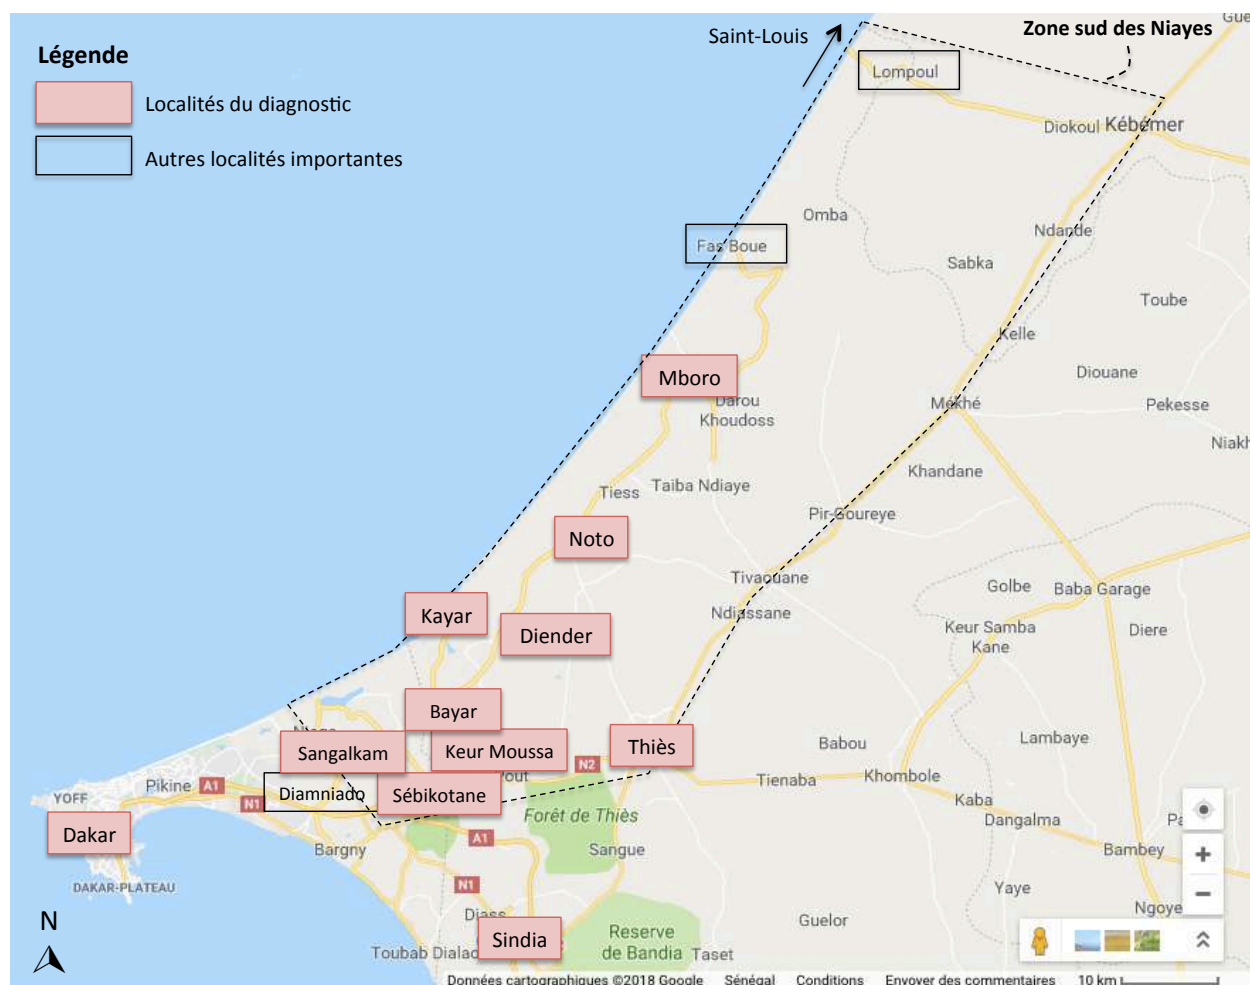 Légende
Localités du diagnostic
Autres localités importantes
Saint-Louis
Zone sud des Niayes
Lompoul
Diokoul Kébémer
Fas Boue
Omba
Ndande
Sabka
Toube
Kelle
Mboro
Diouane
Darou
Khoudoss
Mékhé
Pekesse
Khandane
Taiba Ndiaye
Tiess
Pir-Goureye
Noto
Tivaouane
Golbe
Baba Garage
Ndiassane
Kayar
Diender
Keur Samba
Kane
Diere
Bayar
Sangalkam
Keur Moussa
Thiès
Babou
Lambaye
N2
Tienaba
Khombole
Pikine
A1
Diamniado
Sébikotane
YOFF
N1
Kaba
Dangalma
Forêt de Thiès
Dakar
Bargny
A1
Sangue
Bambey
DAKAR-PLATEAU
N1
Yaye
Ngoye
N
Guelor
Sindia
Reserve
de Bandia
Taset
Données cartographiques ©2018 Google
Sénégal
Conditions
Envoyer des commentaires
10 km